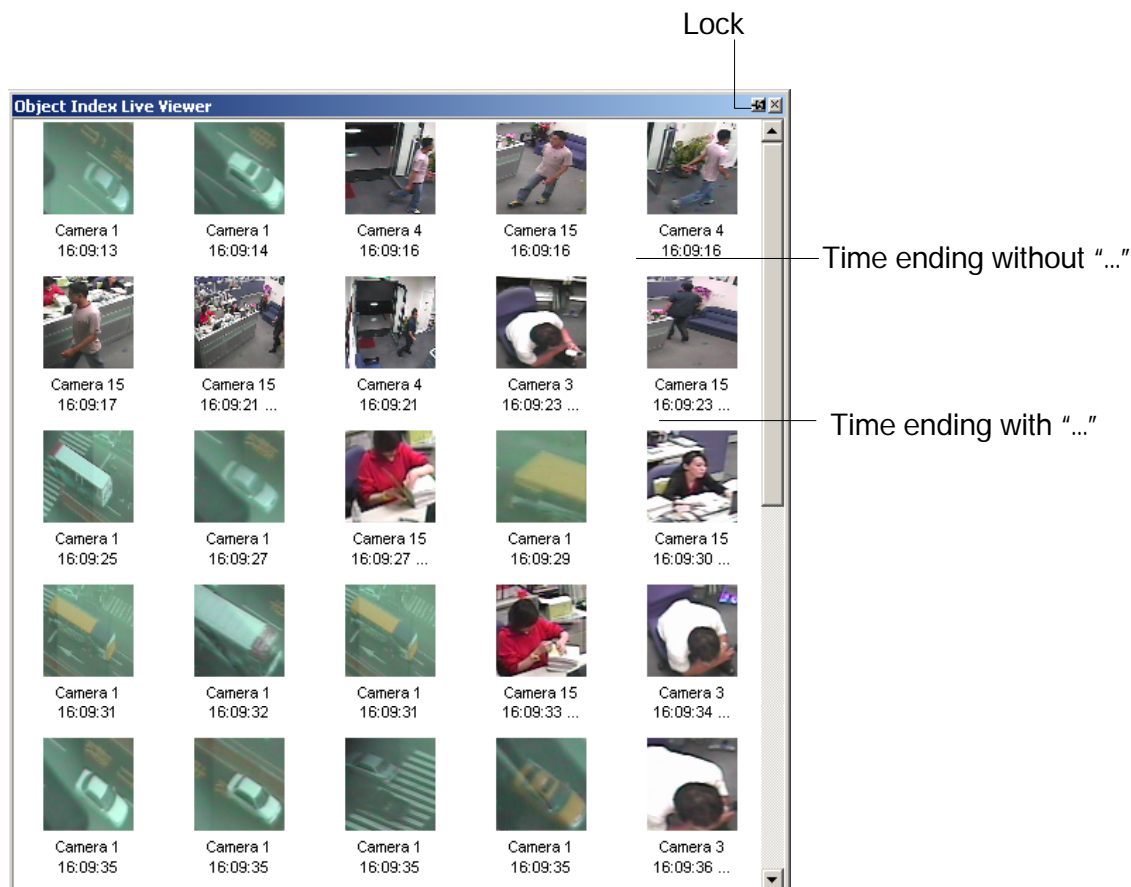 Lock
Object Index Live Viewer
Camera 1 Camera 1 Camera 4 Camera 15 Camera 4
16:09:13 16:09:14 16:09:16 16:09:16 16:09:16
Time ending without “...”
Camera 15 Camera 15 Camera 4 Camera 3 Camera 15
16:09:17 16:09:21 ... 16:09:21 16:09:23 ... 16:09:23 ...
Time ending with “...”
Camera 1 Camera 1 Camera 15 Camera 1 Camera 15
16:09:25 16:09:27 16:09:27 ... 16:09:29 16:09:30 ...
Camera 1 Camera 1 Camera 1 Camera 15 Camera 3
16:09:31 16:09:32 16:09:31 16:09:33 ... 16:09:34 ...
Camera 1 Camera 1 Camera 1 Camera 1 Camera 3
16:09:35 16:09:35 16:09:35 16:09:35 16:09:36 ...